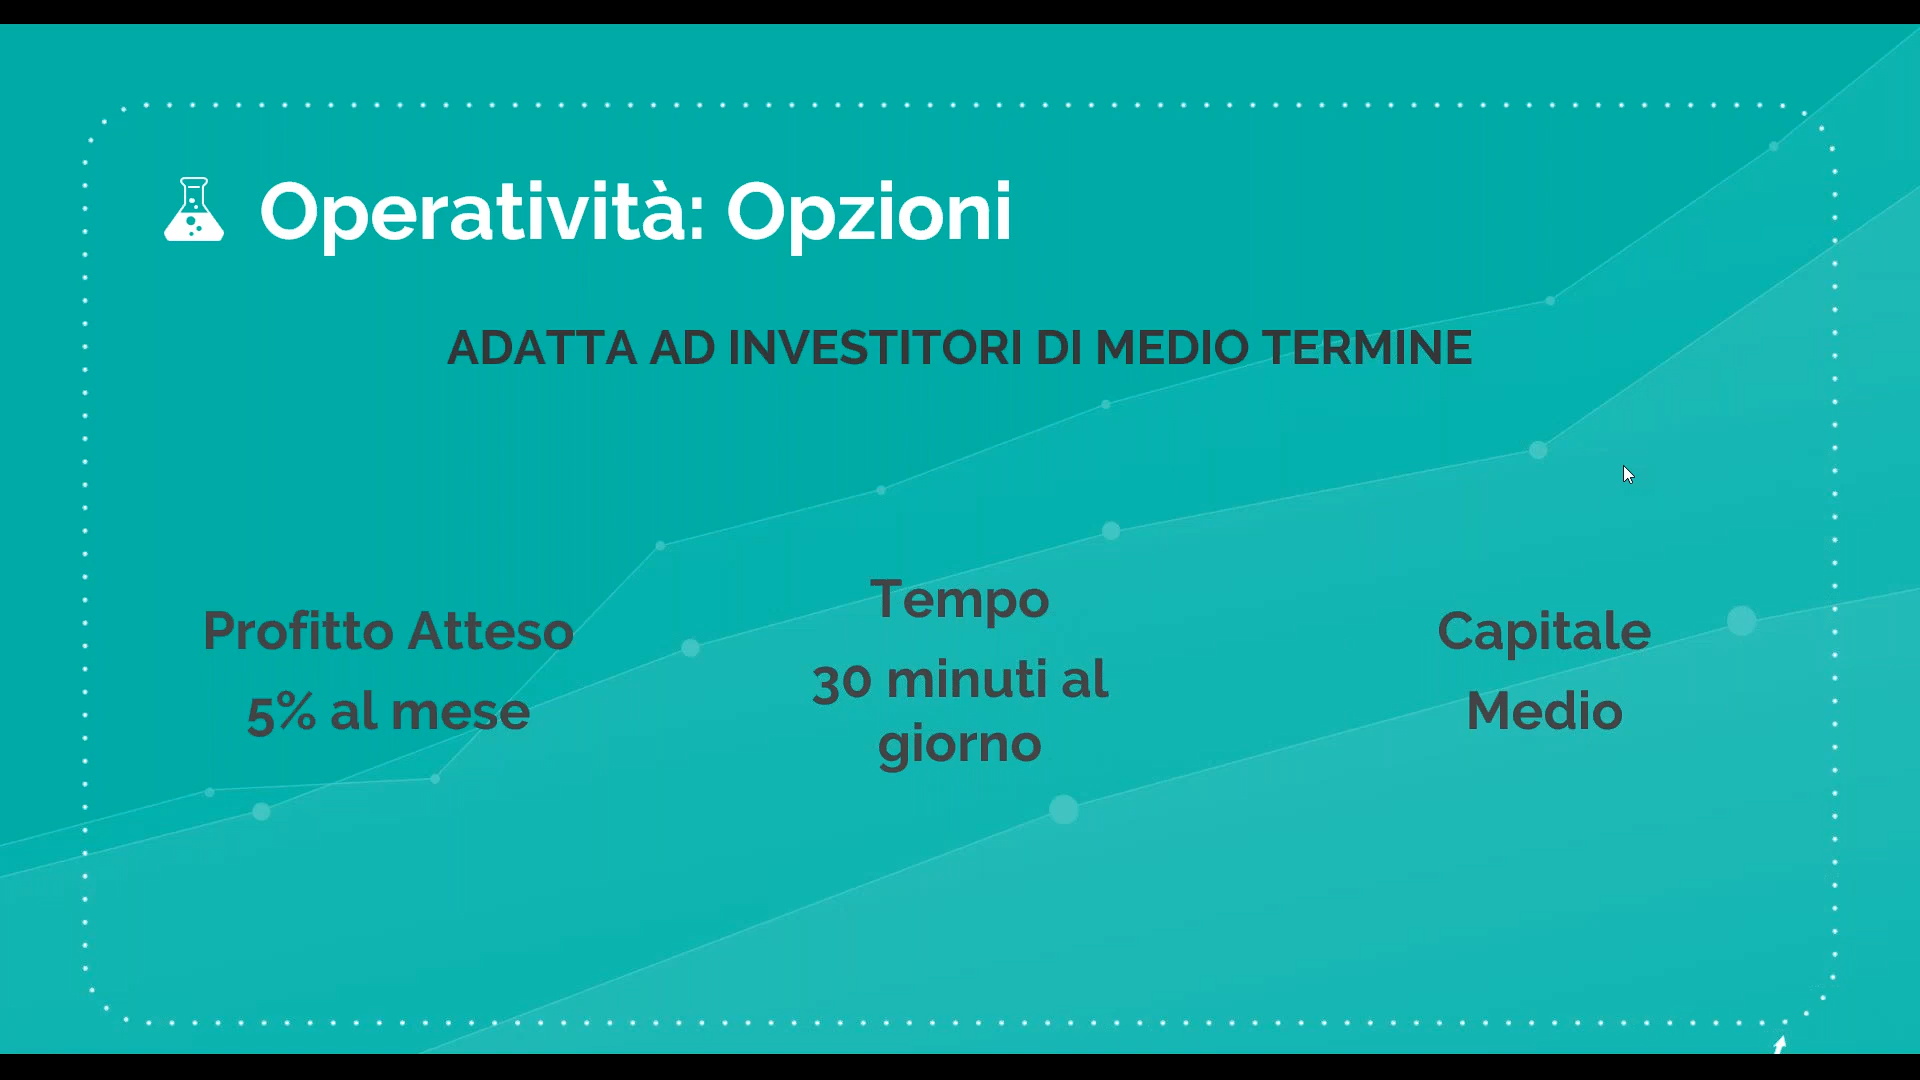 Operatività: Opzioni
ADATTA AD INVESTITORI DI MEDIO TERMINE
Profitto Atteso
5% al mese
Tempo
30 minuti al
giorno
Capitale
Medio